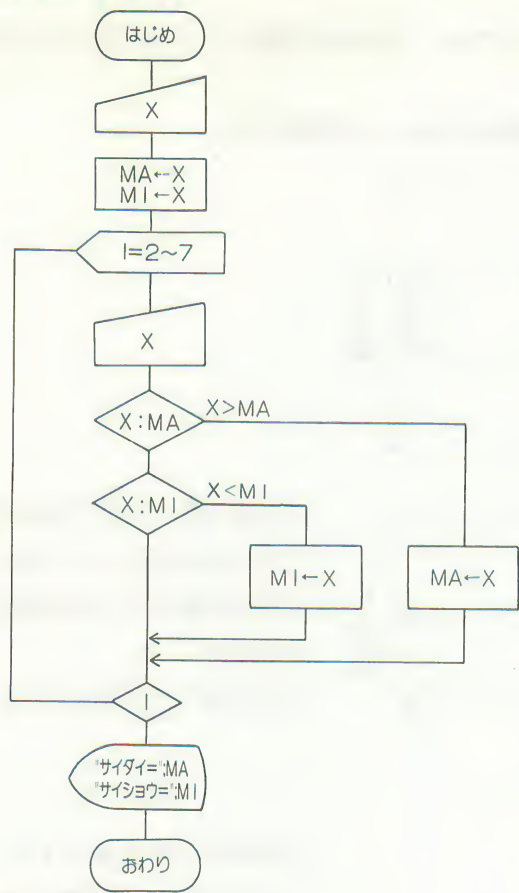 はじめ
X
MA←X
MI←X
I=2~7
X
X:MA
X>MA
X:MI
X<MI
MI←X
MA←X
I
"サイダイ=";MA
"サイショウ=";MI
おわり